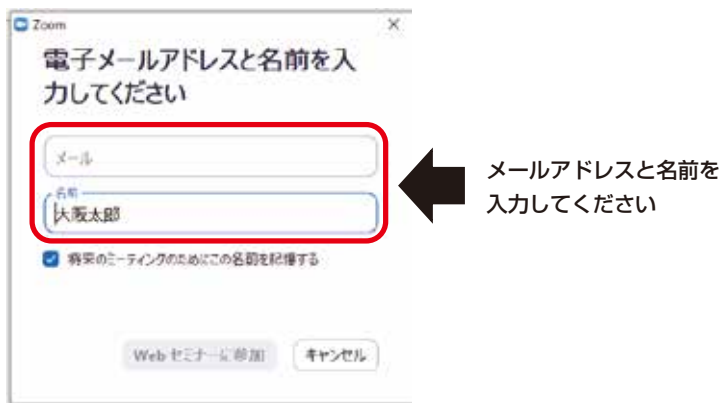 Zoom
電子メールアドレスと名前を入
力してください
メール
名前
大阪太郎
将来のミーティングのためにこの名前を記憶する
Web セミナーに参加
キャンセル
メールアドレスと名前を
入力してください